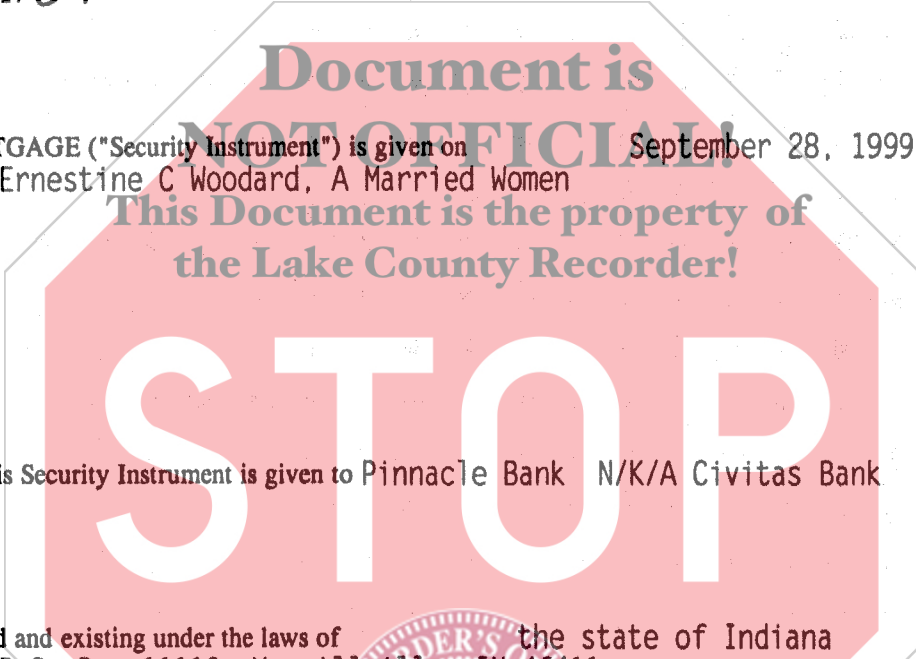 Document is
NOT OFFICIAL!
TGAGE ("Security Instrument") is given on September 28, 1999
Ernestine C Woodard, A Married Women
This Document is the property of
the Lake County Recorder!
STOP
is Security Instrument is given to Pinnacle Bank N/K/A Civitas Bank
d and existing under the laws of the state of Indiana
RDER'S